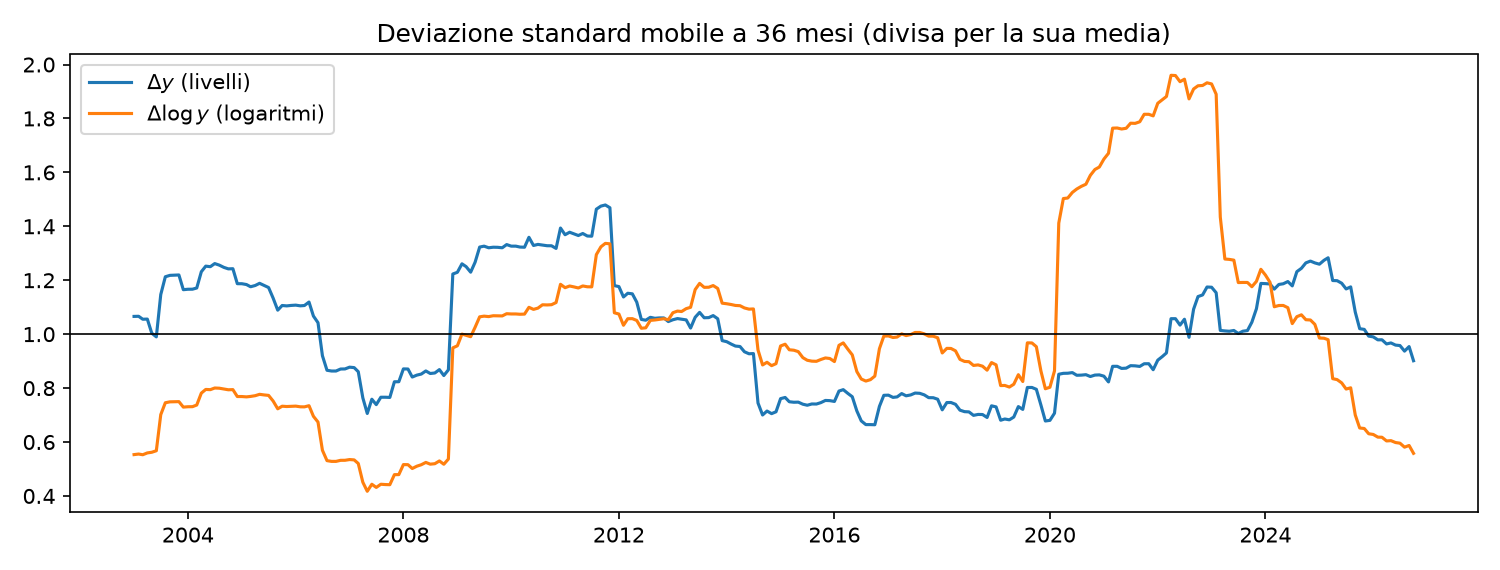 Deviazione standard mobile a 36 mesi (divisa per la sua media)
Δy (livelli)
Δlog y (logaritmi)
2.0
1.8
1.6
1.4
1.2
1.0
0.8
0.6
0.4
2004 2008 2012 2016 2020 2024